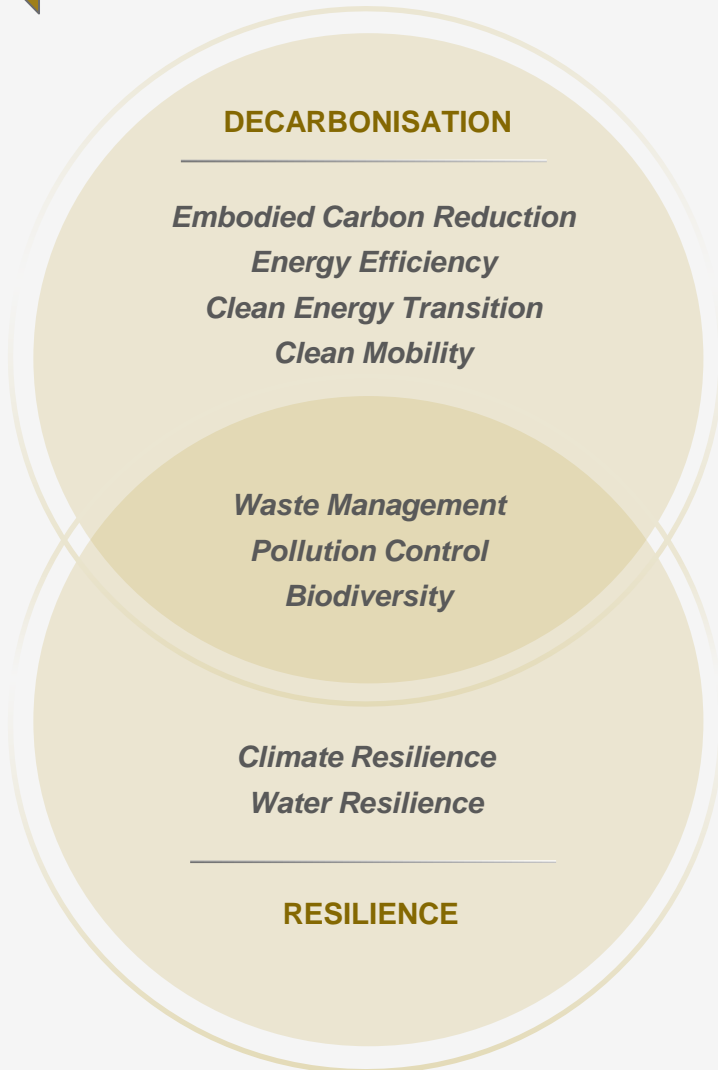 DECARBONISATION
Embodied Carbon Reduction
Energy Efficiency
Clean Energy Transition
Clean Mobility
Waste Management
Pollution Control
Biodiversity
Climate Resilience
Water Resilience
RESILIENCE